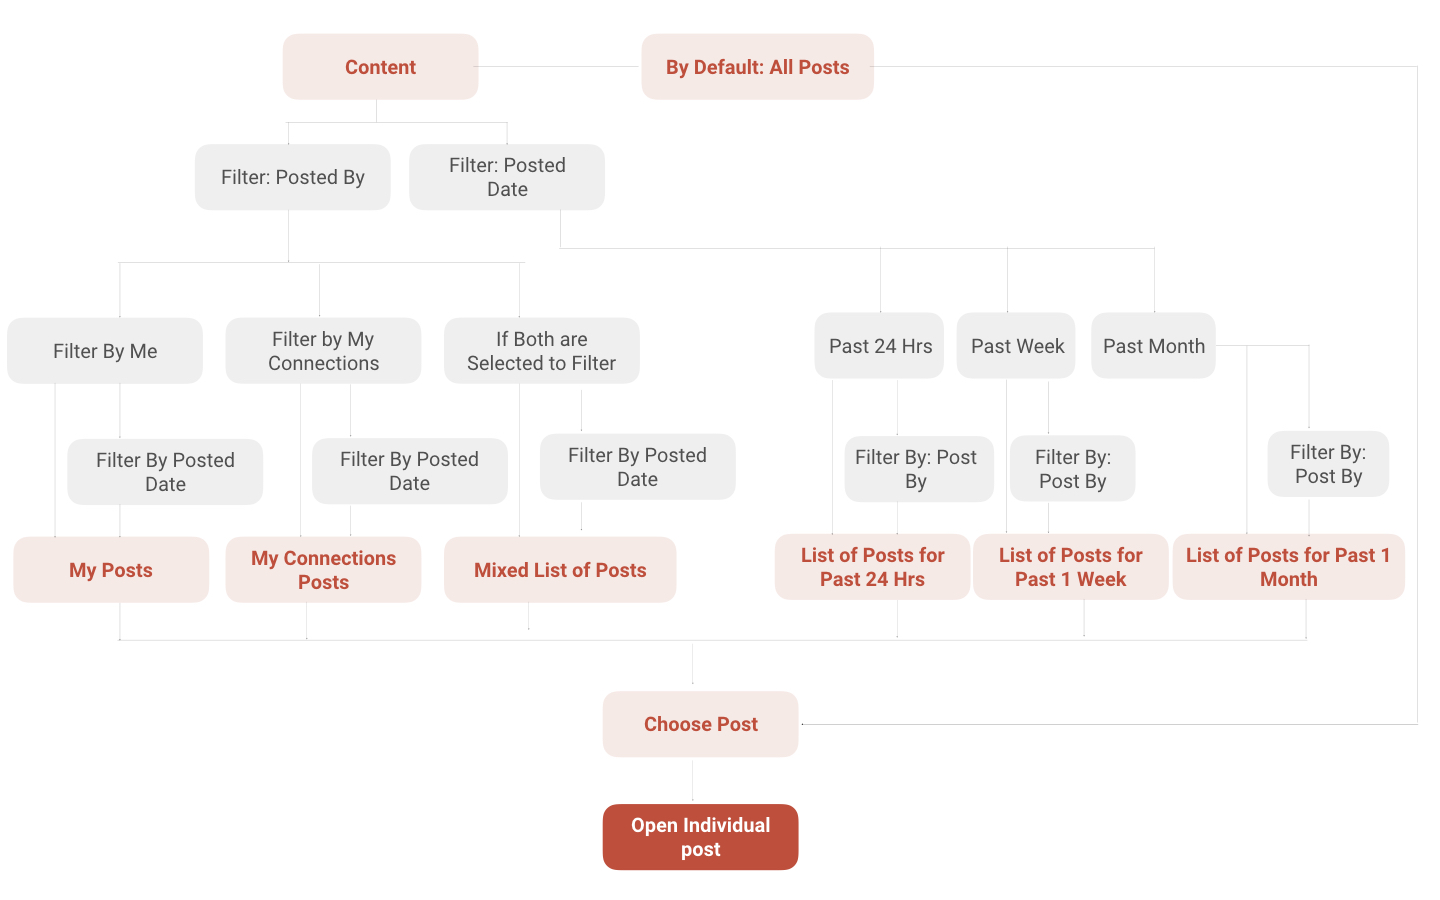 Content
By Default: All Posts
Filter: Posted By
Filter: Posted
Date
Filter By Me
Filter by My
Connections
If Both are
Selected to Filter
Past 24 Hrs
Past Week
Past Month
Filter By Posted
Date
Filter By Posted
Date
Filter By Posted
Date
Filter By: Post
By
Filter By:
Post By
Filter By:
Post By
My Posts
My Connections
Posts
Mixed List of Posts
List of Posts for
Past 24 Hrs
List of Posts for
Past 1 Week
List of Posts for Past 1
Month
Choose Post
Open Individual
post